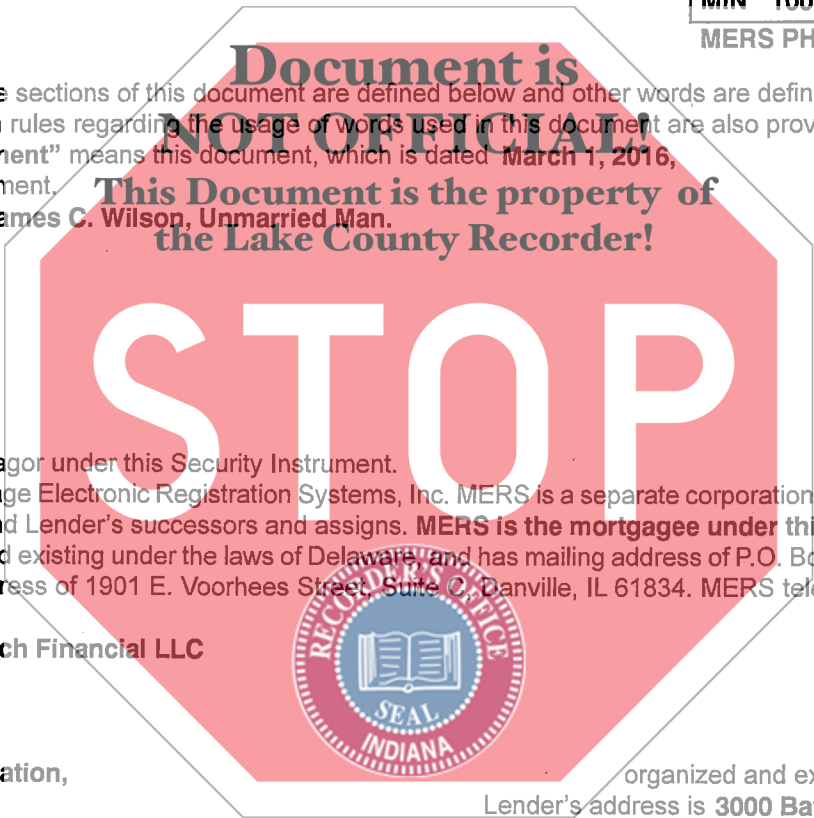 MIN
MERS PH
Document is
sections of this document are defined below and other words are defin
rules regarding the usage of words used in this document are also prov
NOT OFFICIAL!
ment" means this document, which is dated March 1, 2016,
ment.
This Document is the property of
ames C. Wilson, Unmarried Man.
the Lake County Recorder!
STOP
agor under this Security Instrument.
ge Electronic Registration Systems, Inc. MERS is a separate corporation
d Lender's successors and assigns. MERS is the mortgagee under thi
d existing under the laws of Delaware, and has mailing address of P.O. Bo
ress of 1901 E. Voorhees Street, Suite C, Danville, IL 61834. MERS tele
RECORDER'S OFFICE
ch Financial LLC
SEAL
INDIANA
ation,
organized and ex
Lender's address is 3000 Ba